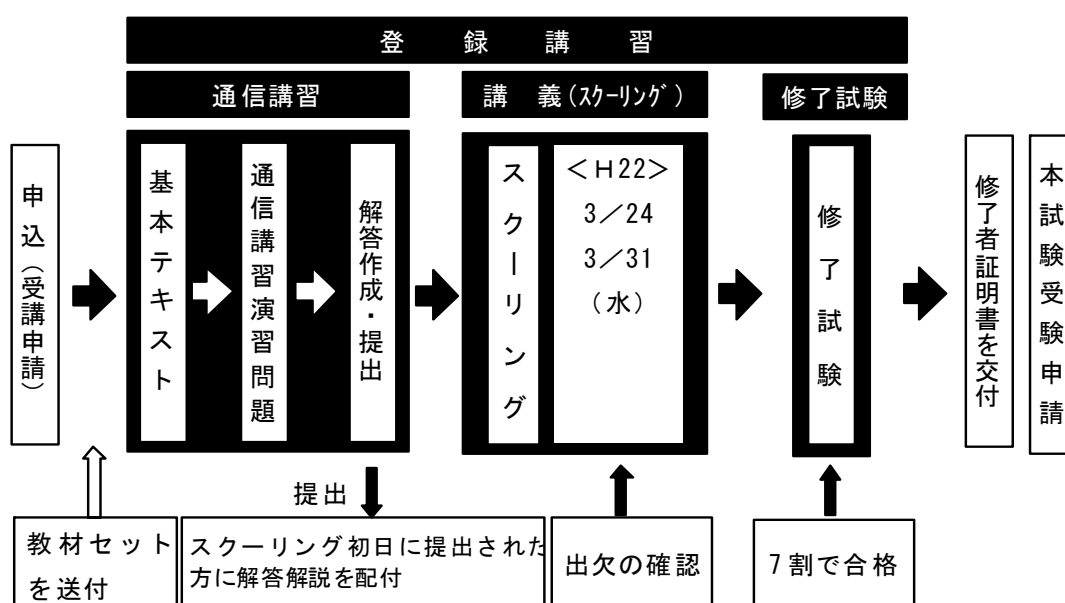 登録講習
通信講習
講義(スクーリング)
修了試験
申込（受講申請）
基本テキスト
通信講習演習問題
解答作成・提出
スクーリング
＜H22＞
3／24
3／31
（水）
修了試験
修了者証明書を交付
本試験受験申請
提出
教材セット
を送付
スクーリング初日に提出された
方に解答解説を配付
出欠の確認
7割で合格